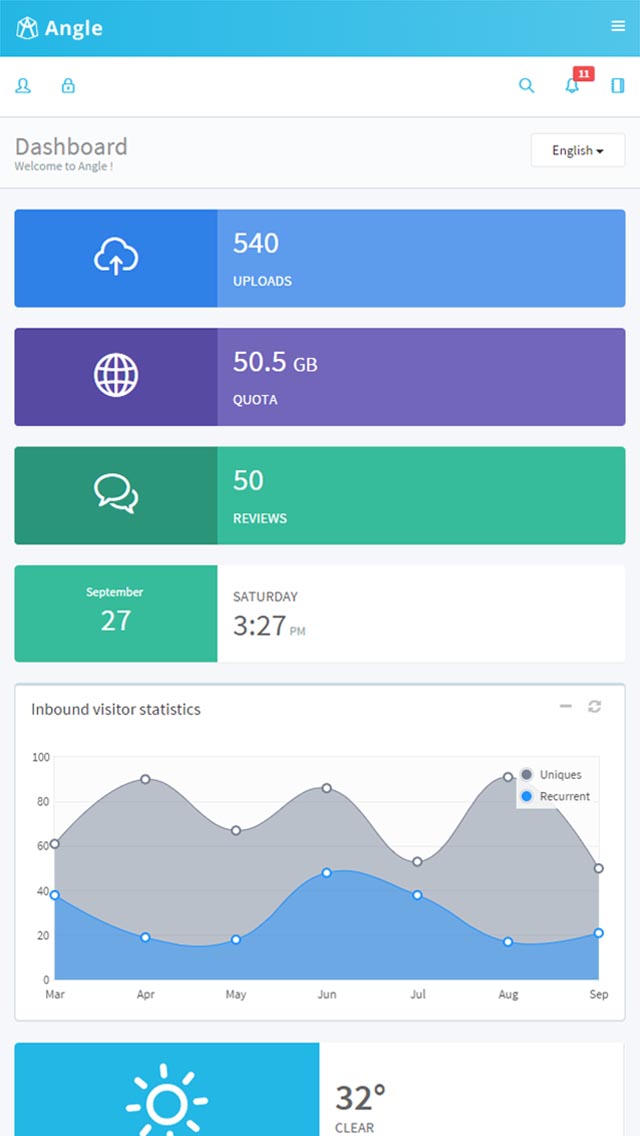 Angle
11
Dashboard
Welcome to Angle !
English
540
UPLOADS
50.5 GB
QUOTA
50
REVIEWS
September
27
SATURDAY
3:27 PM
Inbound visitor statistics
100
80
60
40
20
0
Uniques
Recurrent
Mar Apr May Jun Jul Aug Sep
32°
CLEAR